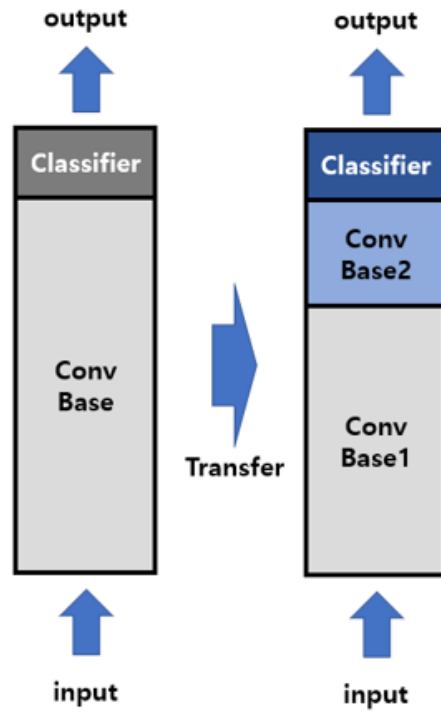 output
Classifier
Conv
Base
input
Transfer
output
Classifier
Conv
Base2
Conv
Base1
input